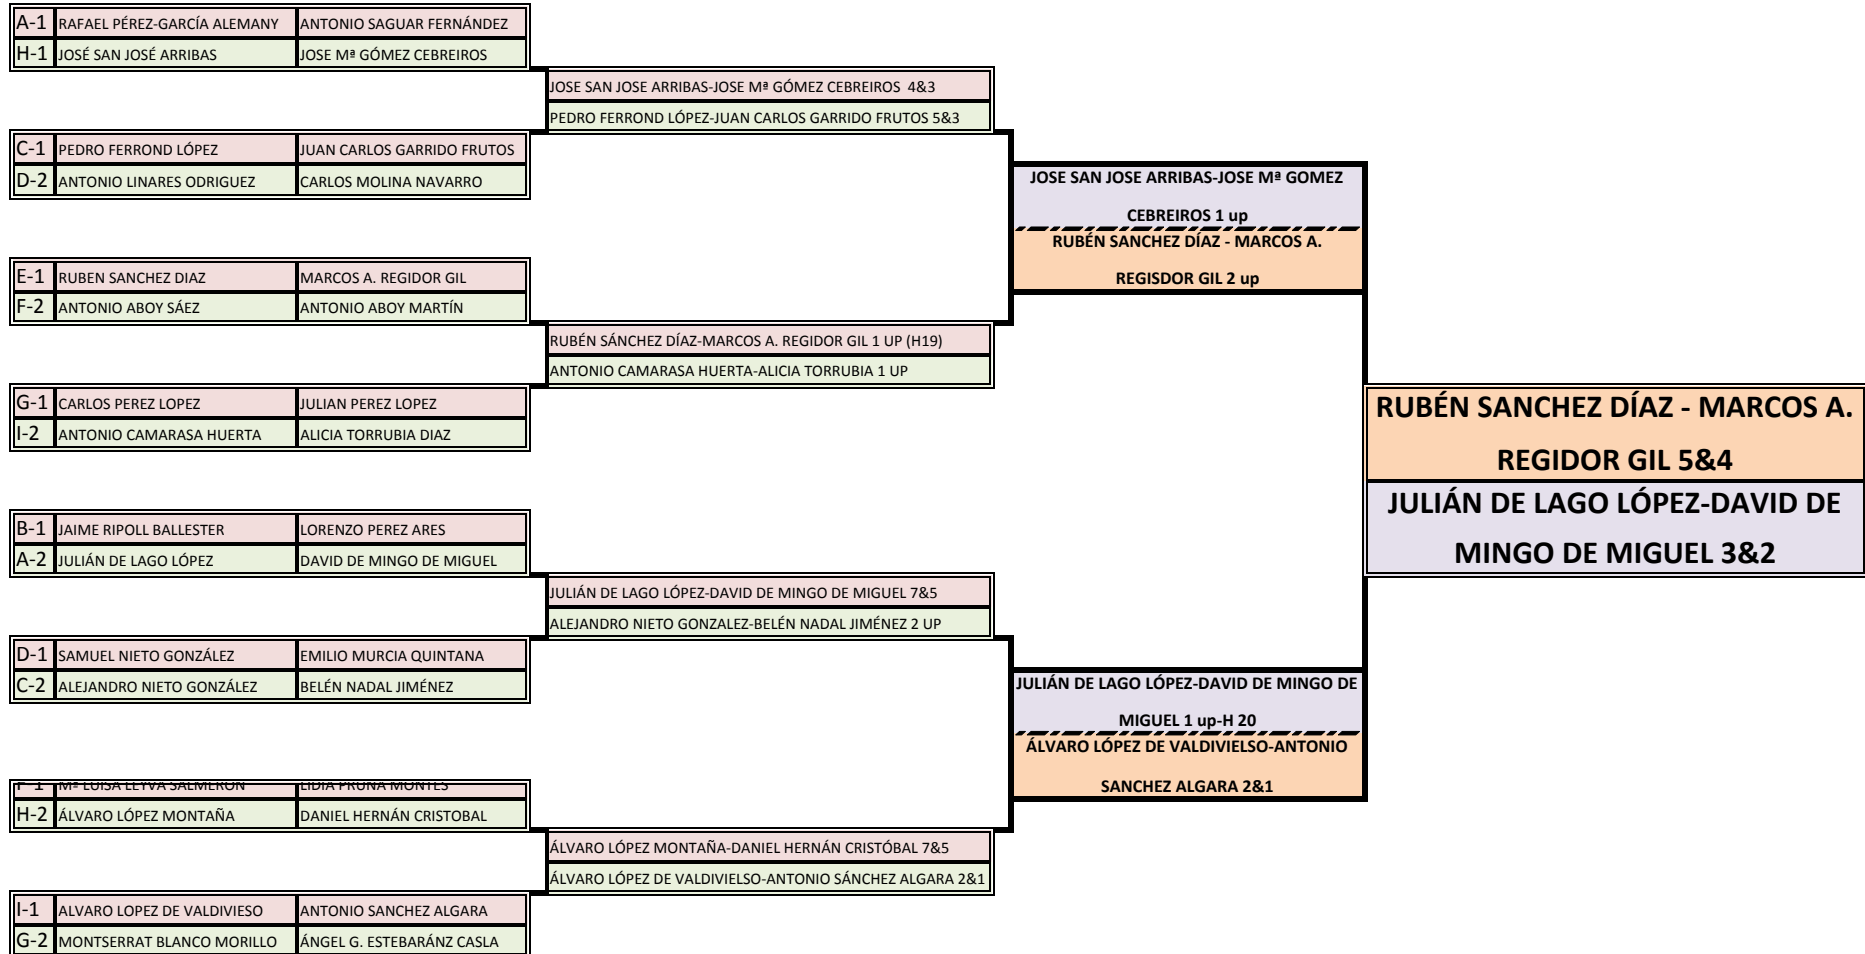 A-1 RAFAEL PÉREZ-GARCÍA ALEMANY ANTONIO SAGUAR FERNÁNDEZ
H-1 JOSÉ SAN JOSÉ ARRIBAS JOSE Mª GÓMEZ CEBREIROS
JOSE SAN JOSE ARRIBAS-JOSE Mª GÓMEZ CEBREIROS 4&3
PEDRO FERROND LÓPEZ-JUAN CARLOS GARRIDO FRUTOS 5&3
C-1 PEDRO FERROND LÓPEZ JUAN CARLOS GARRIDO FRUTOS
D-2 ANTONIO LINARES ODRIGUEZ CARLOS MOLINA NAVARRO
JOSE SAN JOSE ARRIBAS-JOSE Mª GOMEZ
CEBREIROS 1 up
RUBÉN SANCHEZ DÍAZ - MARCOS A.
REGISDOR GIL 2 up
E-1 RUBEN SANCHEZ DIAZ MARCOS A. REGIDOR GIL
F-2 ANTONIO ABOY SÁEZ ANTONIO ABOY MARTÍN
RUBÉN SÁNCHEZ DÍAZ-MARCOS A. REGIDOR GIL 1 UP (H19)
ANTONIO CAMARASA HUERTA-ALICIA TORRUBIA 1 UP
G-1 CARLOS PEREZ LOPEZ JULIAN PEREZ LOPEZ
I-2 ANTONIO CAMARASA HUERTA ALICIA TORRUBIA DIAZ
RUBÉN SANCHEZ DÍAZ - MARCOS A.
REGIDOR GIL 5&4
JULIÁN DE LAGO LÓPEZ-DAVID DE
MINGO DE MIGUEL 3&2
B-1 JAIME RIPOLL BALLESTER LORENZO PEREZ ARES
A-2 JULIÁN DE LAGO LÓPEZ DAVID DE MINGO DE MIGUEL
JULIÁN DE LAGO LÓPEZ-DAVID DE MINGO DE MIGUEL 7&5
ALEJANDRO NIETO GONZALEZ-BELÉN NADAL JIMÉNEZ 2 UP
D-1 SAMUEL NIETO GONZÁLEZ EMILIO MURCIA QUINTANA
C-2 ALEJANDRO NIETO GONZÁLEZ BELÉN NADAL JIMÉNEZ
JULIÁN DE LAGO LÓPEZ-DAVID DE MINGO DE
MIGUEL 1 up-H 20
ÁLVARO LÓPEZ DE VALDIVIELSO-ANTONIO
SANCHEZ ALGARA 2&1
F-1 Mª LUISA LEYVA SALMERÓN LIDIA PRUNA MONTES
H-2 ÁLVARO LÓPEZ MONTAÑA DANIEL HERNÁN CRISTOBAL
ÁLVARO LÓPEZ MONTAÑA-DANIEL HERNÁN CRISTÓBAL 7&5
ÁLVARO LÓPEZ DE VALDIVIELSO-ANTONIO SÁNCHEZ ALGARA 2&1
I-1 ALVARO LOPEZ DE VALDIVIESO ANTONIO SANCHEZ ALGARA
G-2 MONTSERRAT BLANCO MORILLO ÁNGEL G. ESTEBARÁNZ CASLA